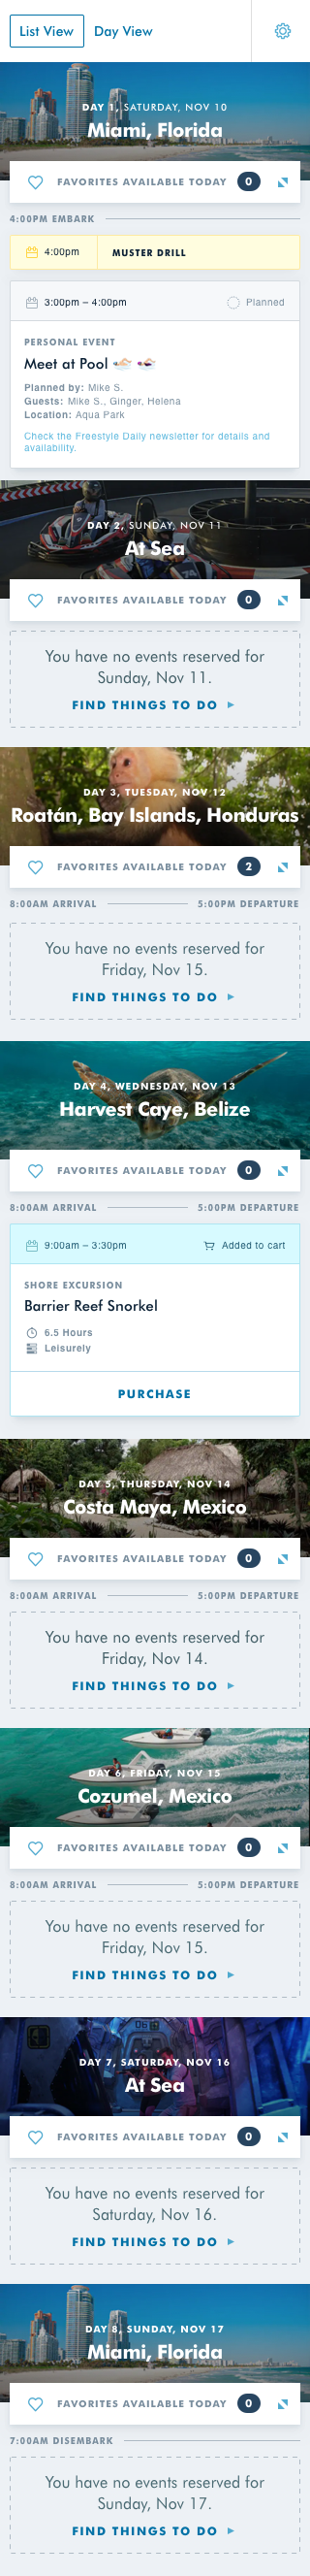 List View Day View
DAY 1, SATURDAY, NOV 10
Miami, Florida
FAVORITES AVAILABLE TODAY 0
4:00PM EMBARK
4:00pm MUSTER DRILL
3:00pm – 4:00pm Planned
PERSONAL EVENT
Meet at Pool
Planned by: Mike S.
Guests: Mike S., Ginger, Helena
Location: Aqua Park
Check the Freestyle Daily newsletter for details and
availability.
DAY 2, SUNDAY, NOV 11
At Sea
FAVORITES AVAILABLE TODAY 0
You have no events reserved for
Sunday, Nov 11.
FIND THINGS TO DO
DAY 3, TUESDAY, NOV 12
Roatán, Bay Islands, Honduras
FAVORITES AVAILABLE TODAY 2
8:00AM ARRIVAL 5:00PM DEPARTURE
You have no events reserved for
Friday, Nov 15.
FIND THINGS TO DO
DAY 4, WEDNESDAY, NOV 13
Harvest Caye, Belize
FAVORITES AVAILABLE TODAY 0
8:00AM ARRIVAL 5:00PM DEPARTURE
9:00am – 3:30pm Added to cart
SHORE EXCURSION
Barrier Reef Snorkel
6.5 Hours
Leisurely
PURCHASE
DAY 5, THURSDAY, NOV 14
Costa Maya, Mexico
FAVORITES AVAILABLE TODAY 0
8:00AM ARRIVAL 5:00PM DEPARTURE
You have no events reserved for
Friday, Nov 14.
FIND THINGS TO DO
DAY 6, FRIDAY, NOV 15
Cozumel, Mexico
FAVORITES AVAILABLE TODAY 0
8:00AM ARRIVAL 5:00PM DEPARTURE
You have no events reserved for
Friday, Nov 15.
FIND THINGS TO DO
DAY 7, SATURDAY, NOV 16
At Sea
FAVORITES AVAILABLE TODAY 0
You have no events reserved for
Saturday, Nov 16.
FIND THINGS TO DO
DAY 8, SUNDAY, NOV 17
Miami, Florida
FAVORITES AVAILABLE TODAY 0
7:00AM DISEMBARK
You have no events reserved for
Sunday, Nov 17.
FIND THINGS TO DO